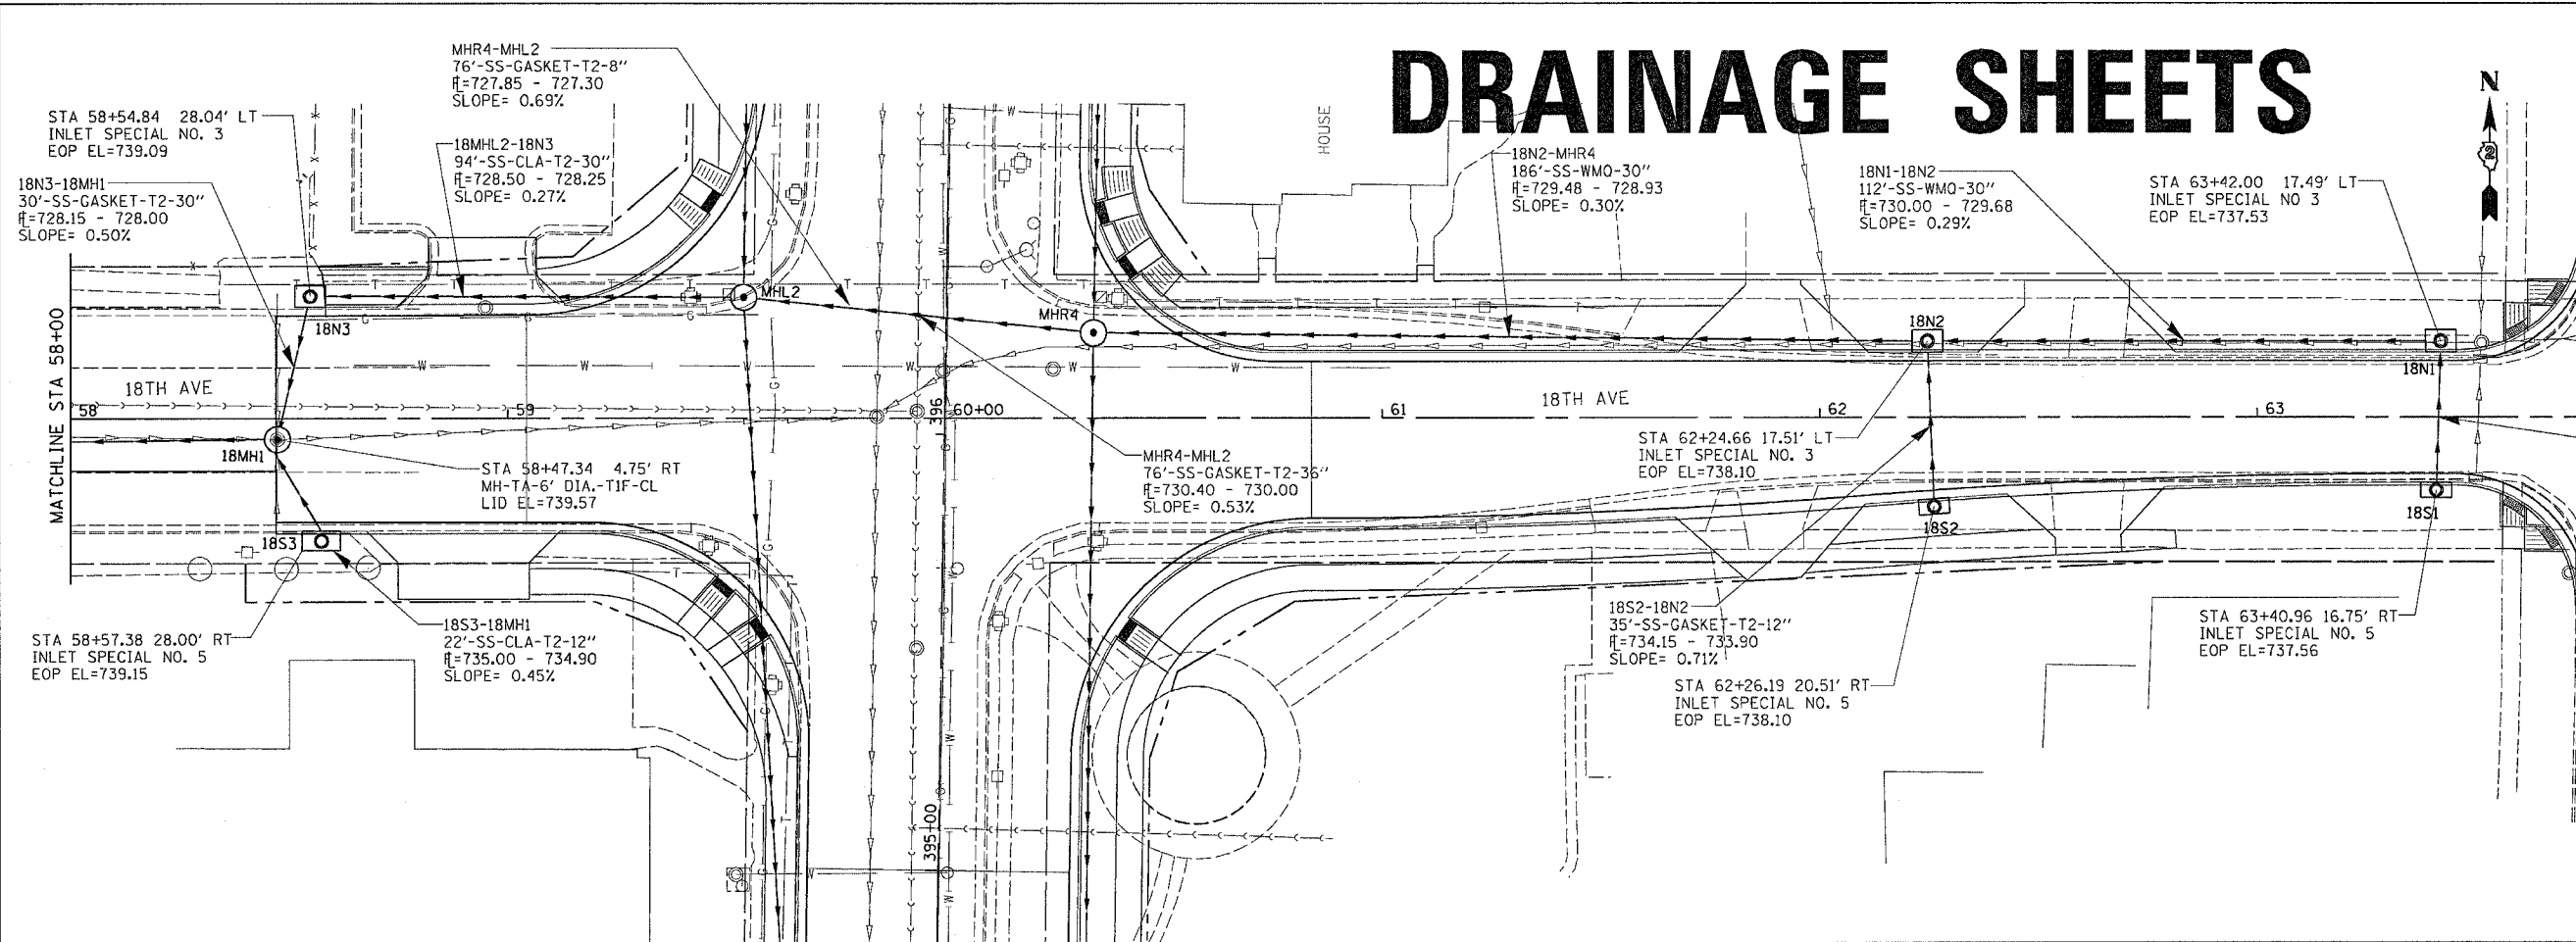 DRAINAGE SHEETS
N
MHR4-MHL2
76'-SS-GASKET-T2-8"
FL=727.85 - 727.30
SLOPE= 0.69%
STA 58+54.84 28.04' LT
INLET SPECIAL NO. 3
EOP EL=739.09
18MHL2-18N3
94'-SS-CLA-T2-30"
FL=728.50 - 728.25
SLOPE= 0.27%
18N3-18MH1
30'-SS-GASKET-T2-30"
FL=728.15 - 728.00
SLOPE= 0.50%
HOUSE
18N2-MHR4
186'-SS-WMQ-30"
FL=729.48 - 728.93
SLOPE= 0.30%
18N1-18N2
112'-SS-WMQ-30"
FL=730.00 - 729.68
SLOPE= 0.29%
STA 63+42.00 17.49' LT
INLET SPECIAL NO 3
EOP EL=737.53
MHL2
MHR4
18N3
18N2
18N1
MATCHLINE STA 58+00
18TH AVE
18TH AVE
58
59
396
60+00
61
62
63
18MH1
STA 58+47.34 4.75' RT
MH-TA-6' DIA.-T1F-CL
LID EL=739.57
MHR4-MHL2
76'-SS-GASKET-T2-36"
FL=730.40 - 730.00
SLOPE= 0.53%
STA 62+24.66 17.51' LT
INLET SPECIAL NO. 3
EOP EL=738.10
18S3
18S2
18S1
STA 58+57.38 28.00' RT
INLET SPECIAL NO. 5
EOP EL=739.15
18S3-18MH1
22'-SS-CLA-T2-12"
FL=735.00 - 734.90
SLOPE= 0.45%
18S2-18N2
35'-SS-GASKET-T2-12"
FL=734.15 - 733.90
SLOPE= 0.71%
STA 62+26.19 20.51' RT
INLET SPECIAL NO. 5
EOP EL=738.10
STA 63+40.96 16.75' RT
INLET SPECIAL NO. 5
EOP EL=737.56
395+00